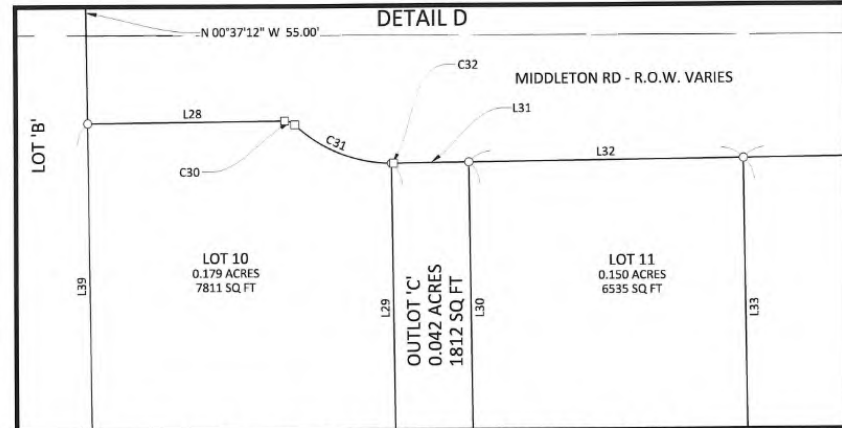 DETAIL D
N 00°37'12" W 55.00'
C32
MIDDLETON RD - R.O.W. VARIES
L31
L28
C31
L32
C30
LOT 'B'
LOT 10
0.179 ACRES
7811 SQ FT
LOT 11
0.150 ACRES
6535 SQ FT
L39
L29
OUTLOT 'C'
0.042 ACRES
1812 SQ FT
L30
L33